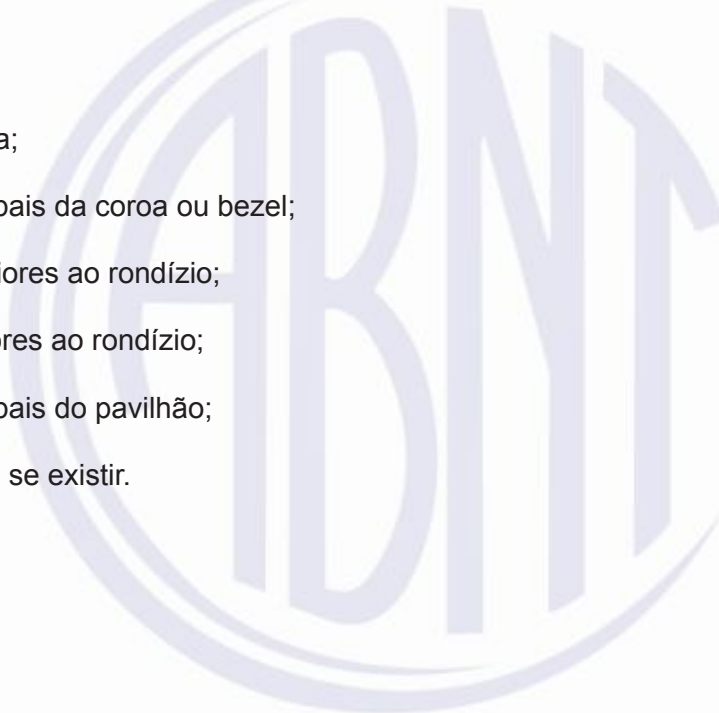 a;
pais da coroa ou bezel;
iores ao rondízio;
ores ao rondízio;
pais do pavilhão;
se existir.
ABNT